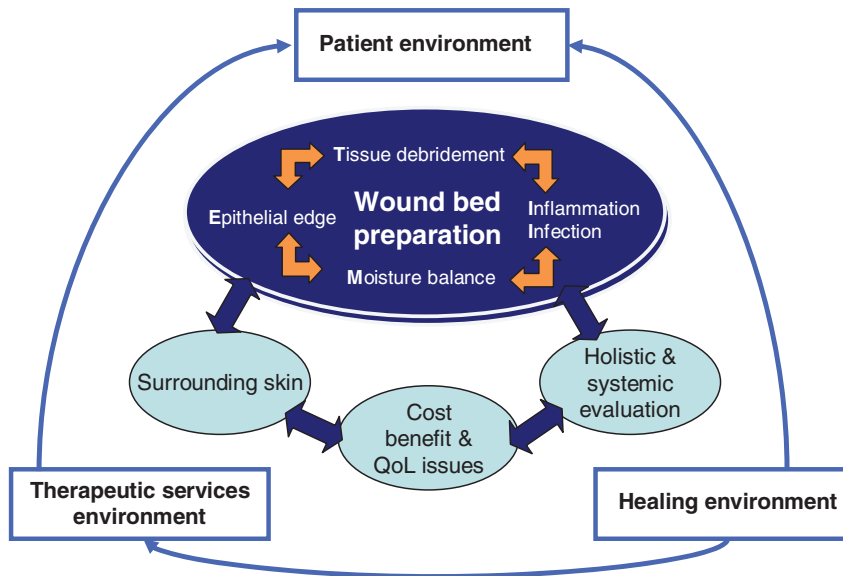 Patient environment
Tissue debridement
Epithelial edge
Wound bed
preparation
Inflammation
Infection
Moisture balance
Surrounding skin
Cost
benefit &
QoL issues
Holistic &
systemic
evaluation
Therapeutic services
environment
Healing environment